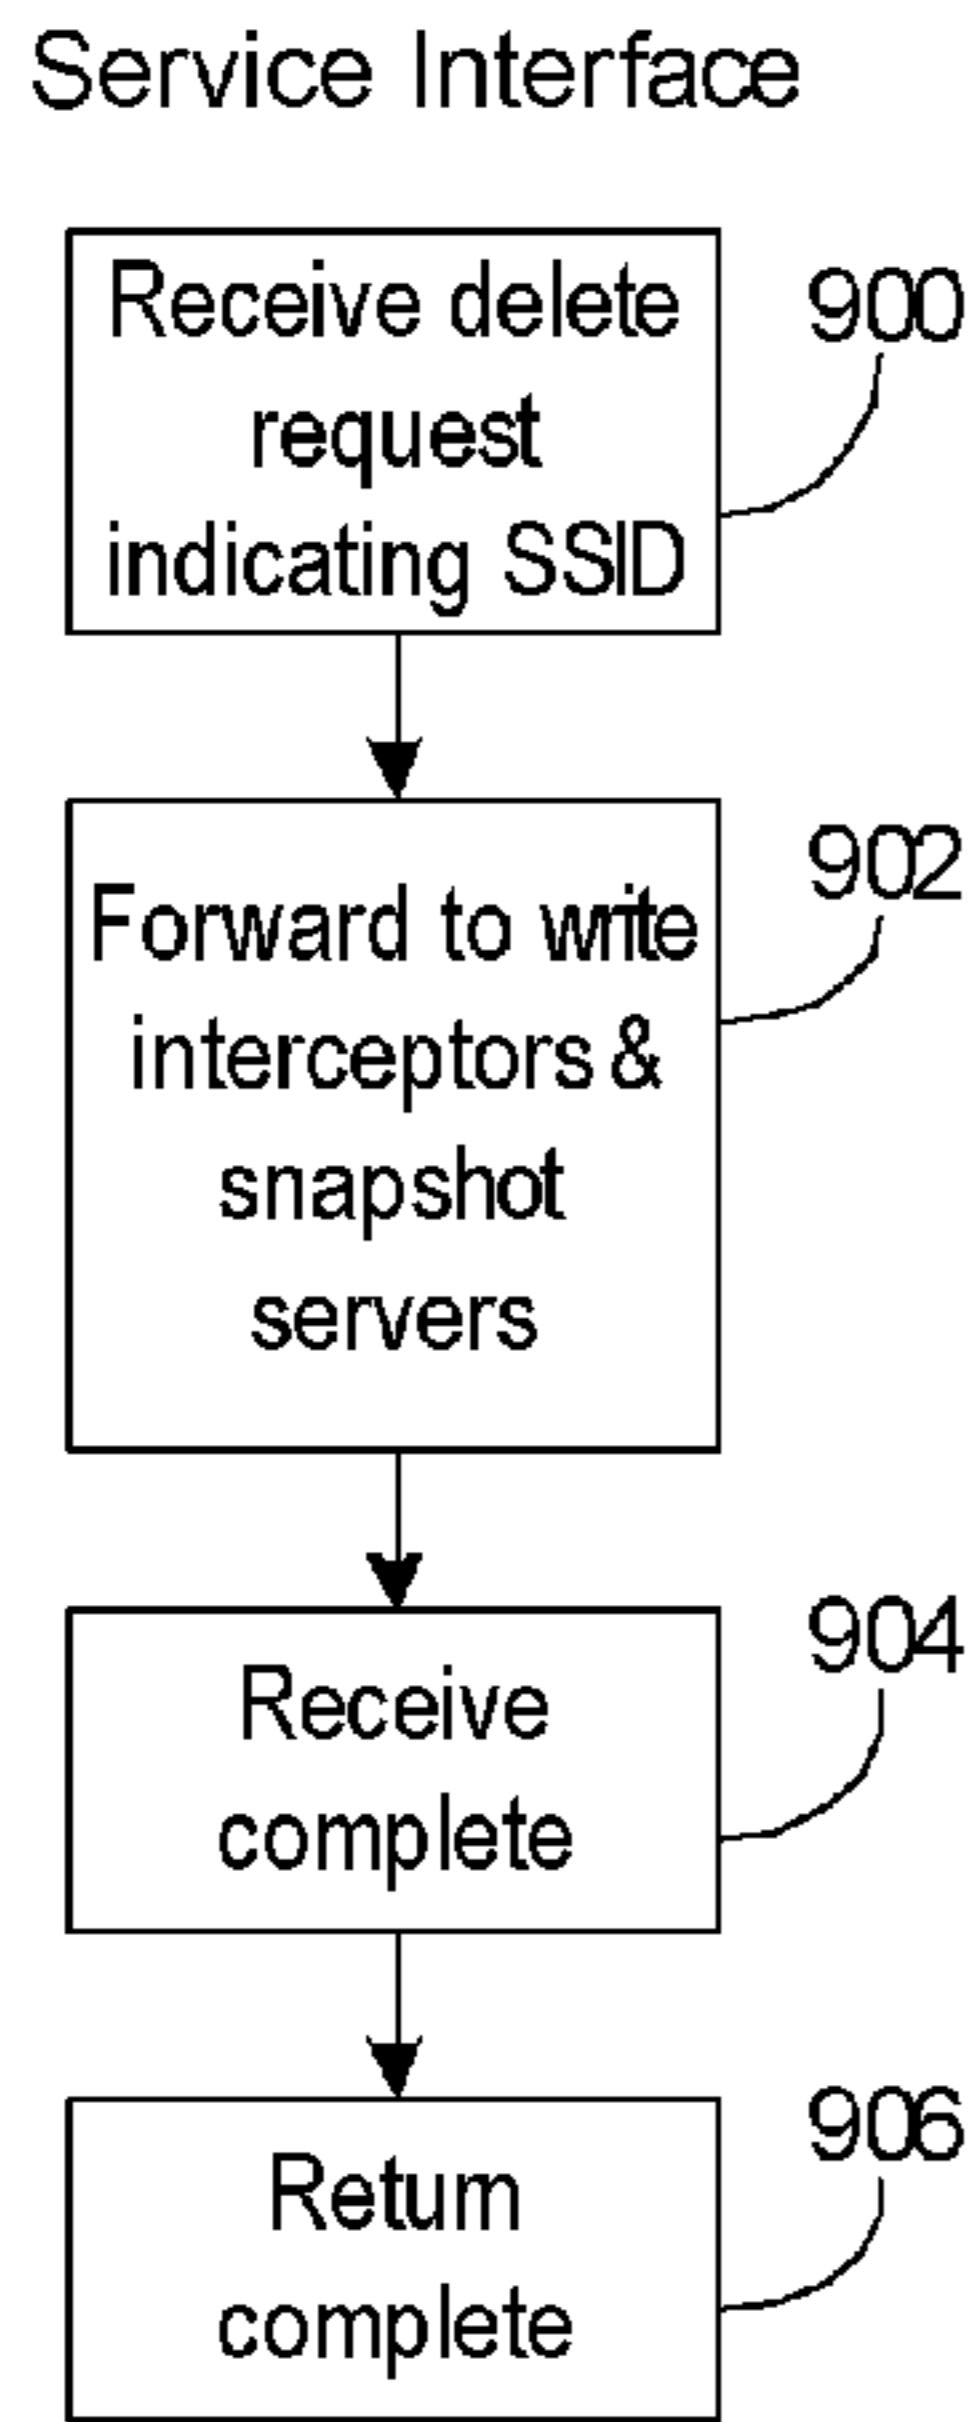 Service Interface
Receive delete
request
indicating SSID
900
Forward to write
interceptors &
snapshot
servers
902
Receive
complete
904
Return
complete
906